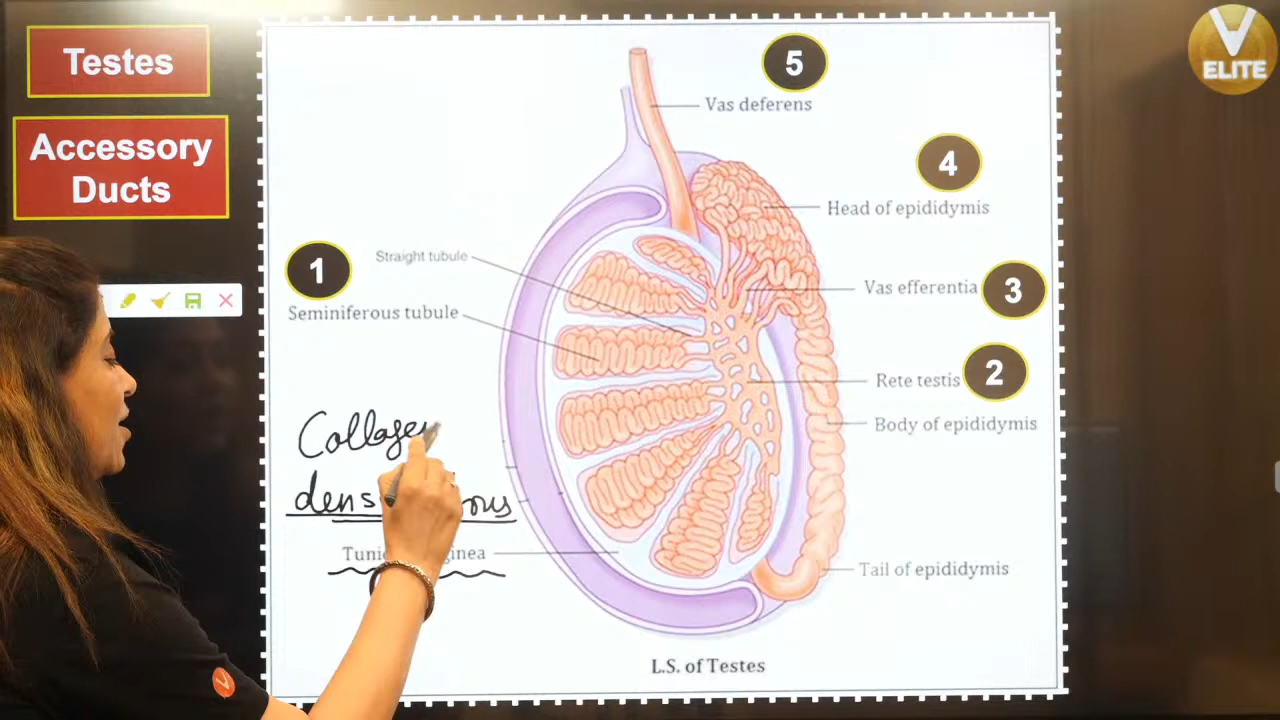 Testes
Accessory
Ducts
V
ELITE
5
Vas deferens
4
Head of epididymis
1
Straight tubule
Seminiferous tubule
Vas efferentia
3
Rete testis
2
Body of epididymis
Tail of epididymis
L.S. of Testes